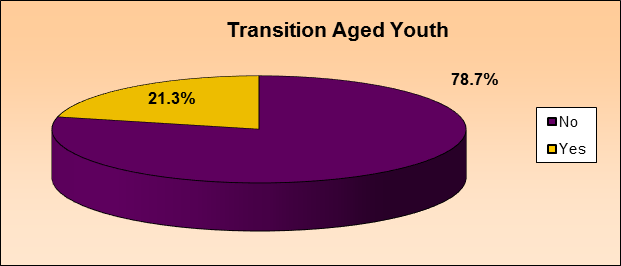 Transition Aged Youth
78.7%
21.3%
No
Yes